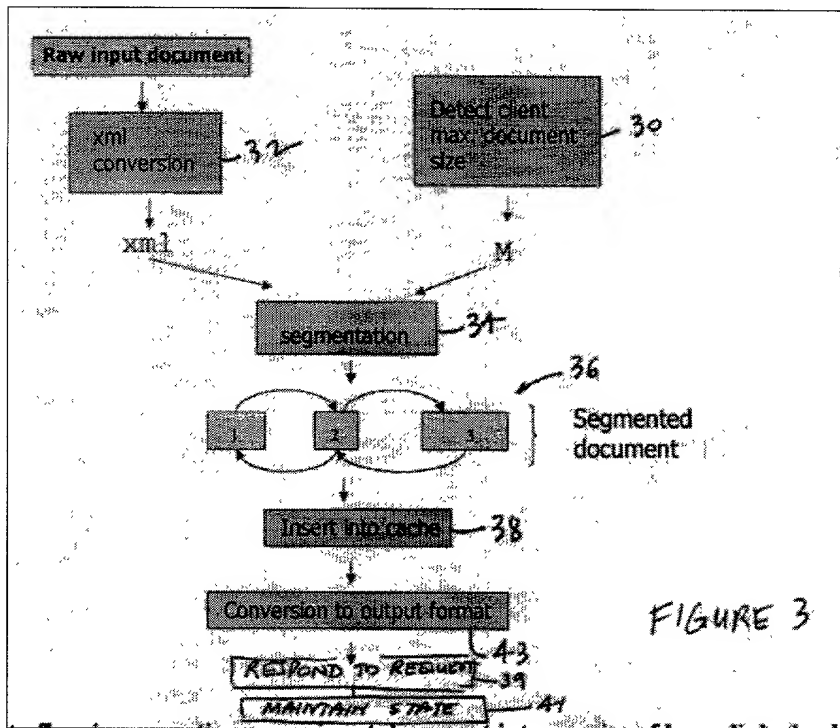 Raw input document
xml
conversion
32
Detect client
max. document
size
30
xml
M
segmentation
34
36
1
2
3
Segmented
document
Insert into cache
38
Conversion to output format
43
FIGURE 3
RESPOND TO REQUEST
39
MAINTAIN STATE